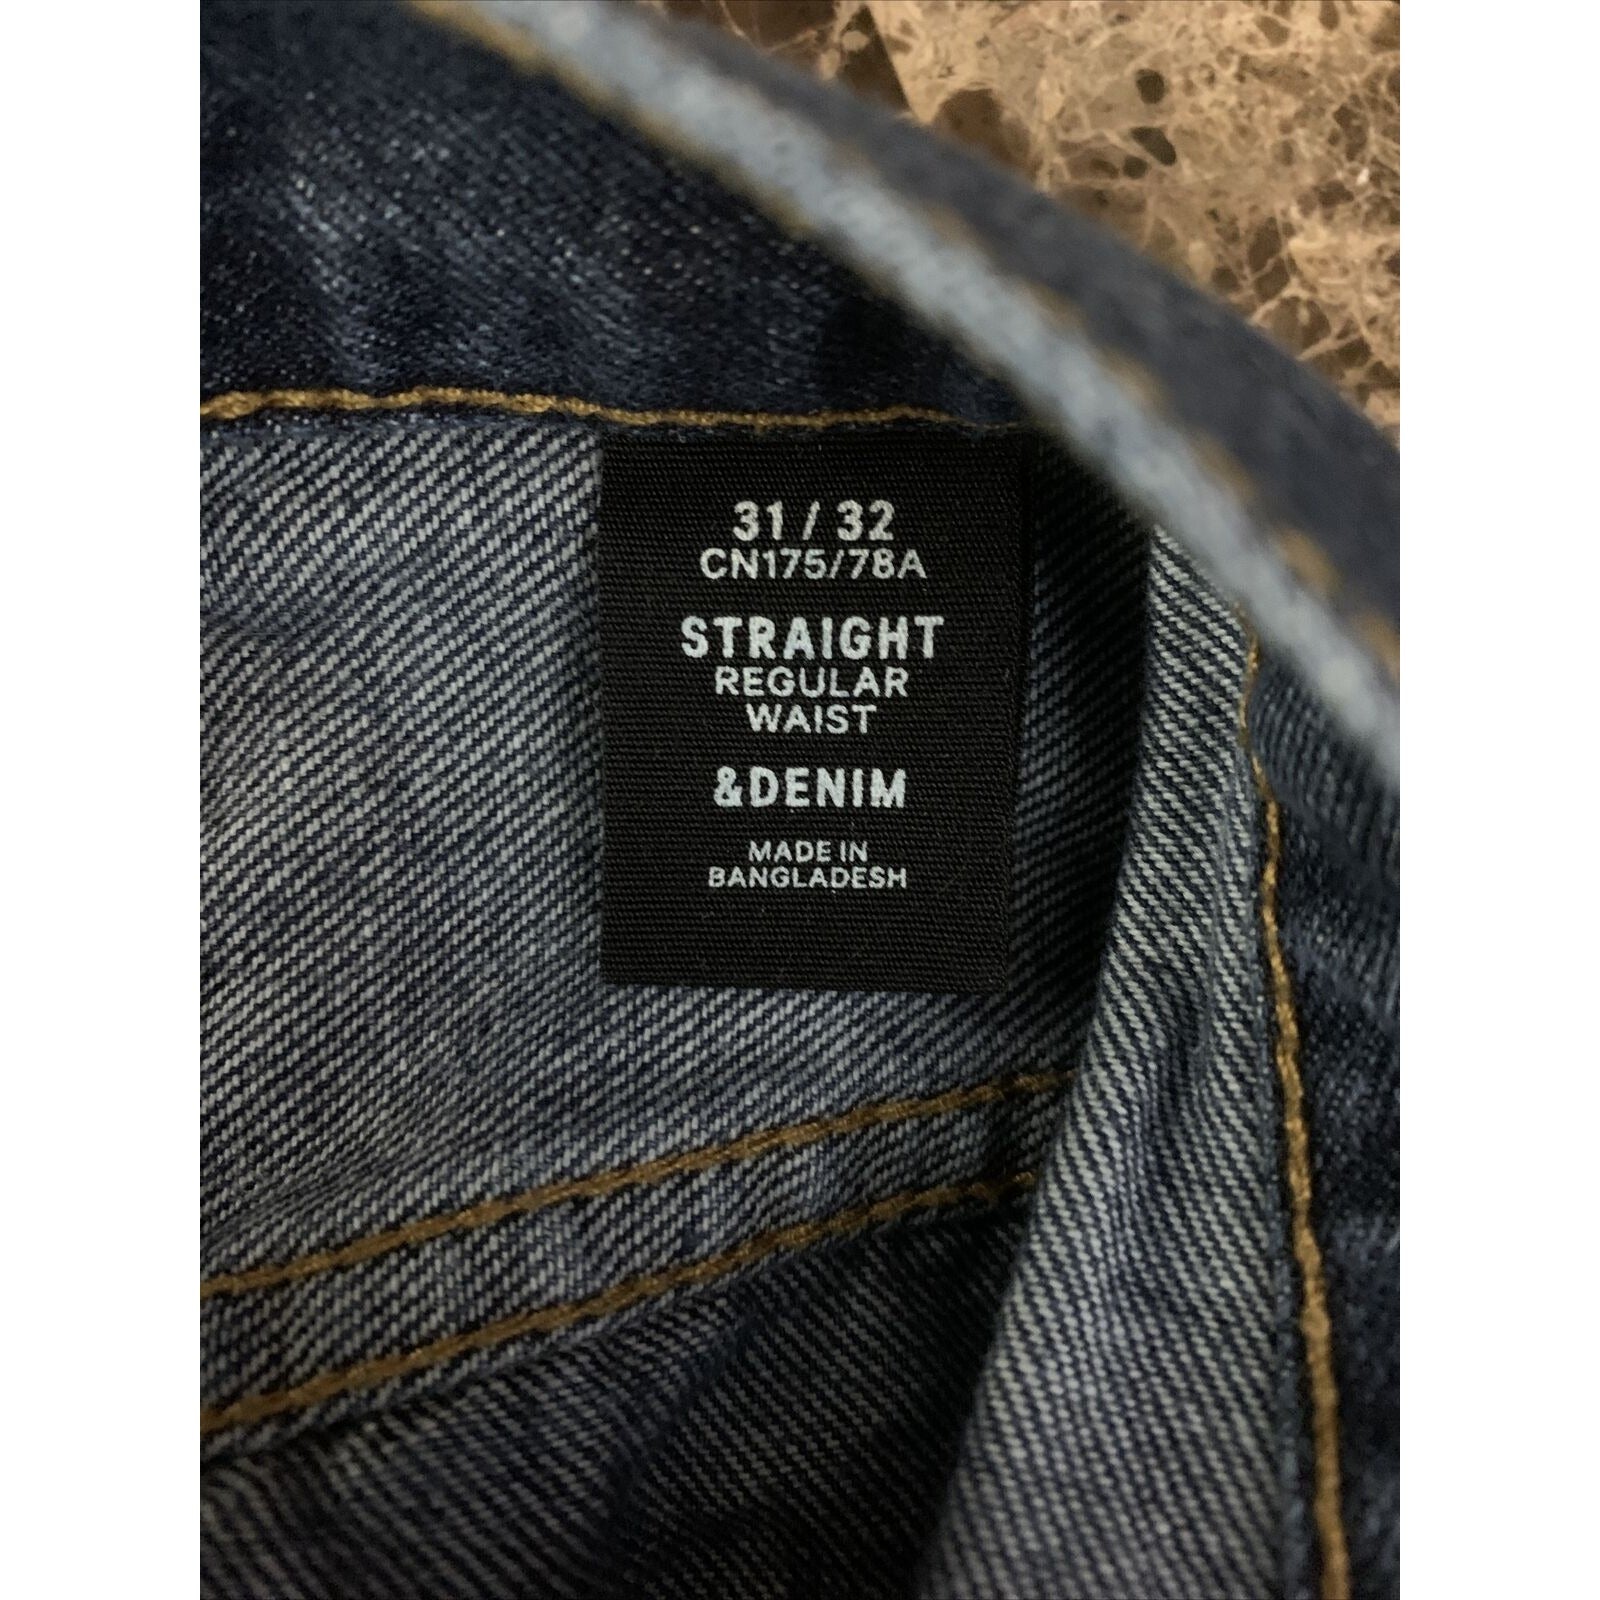 31 / 32
CN175/78A
STRAIGHT
REGULAR
WAIST
&DENIM
MADE IN
BANGLADESH